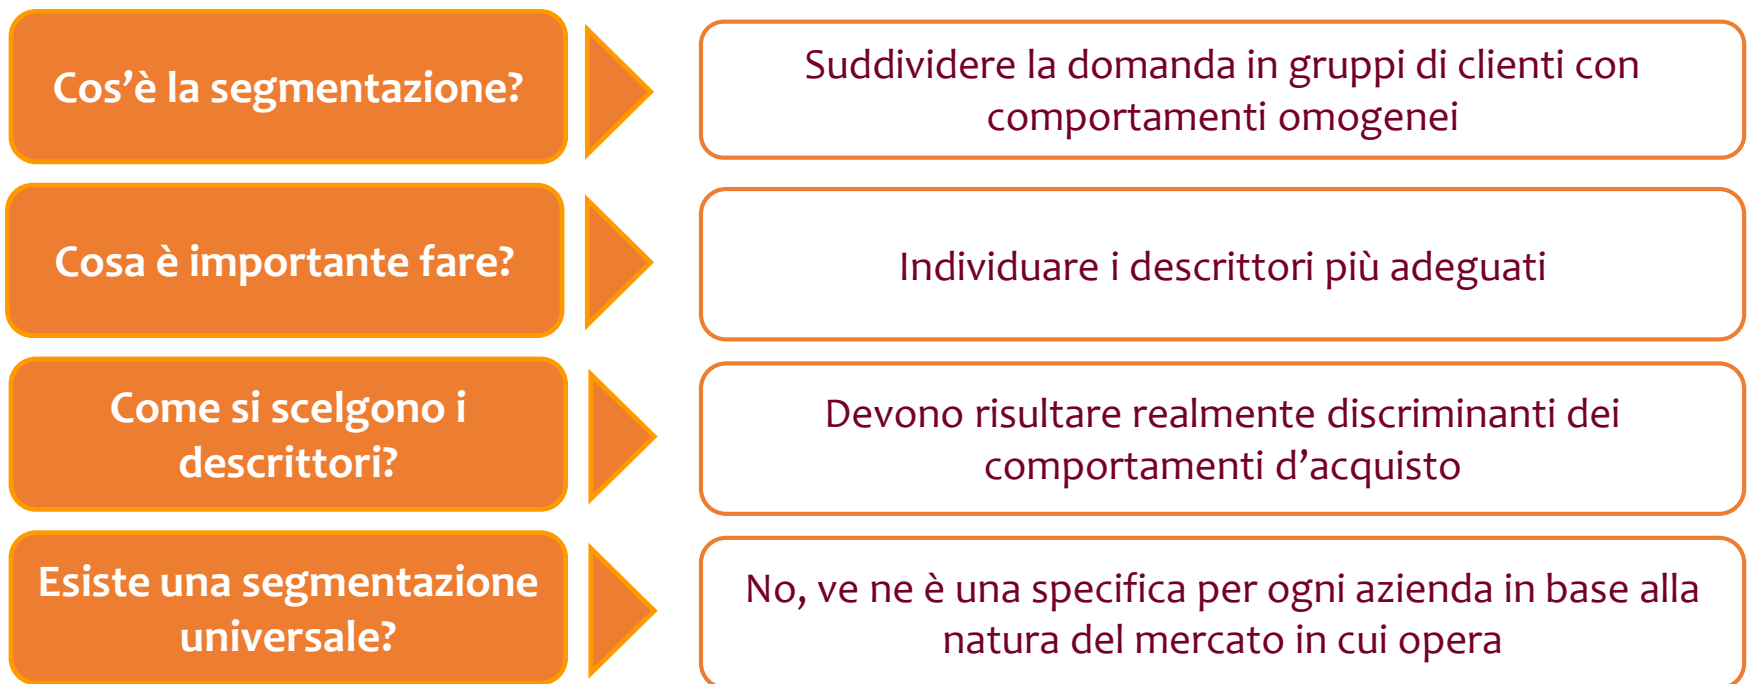 Cos’è la segmentazione?
Suddividere la domanda in gruppi di clienti con
comportamenti omogenei
Cosa è importante fare?
Individuare i descrittori più adeguati
Come si scelgono i
descrittori?
Devono risultare realmente discriminanti dei
comportamenti d’acquisto
Esiste una segmentazione
universale?
No, ve ne è una specifica per ogni azienda in base alla
natura del mercato in cui opera